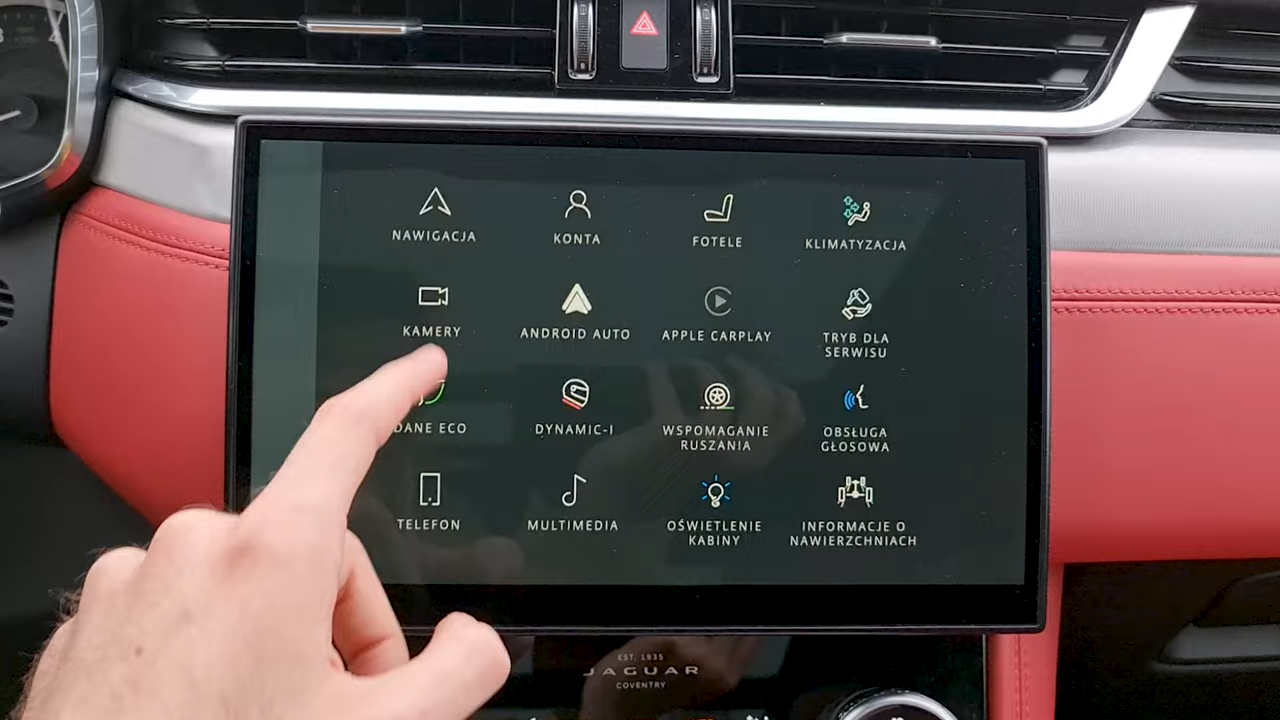 NAWIGACJA
KONTA
FOTELE
KLIMATYZACJA
KAMERY
ANDROID AUTO
APPLE CARPLAY
TRYB DLA
SERWISU
DANE ECO
DYNAMIC-I
WSPOMAGANIE
RUSZANIA
OBSŁUGA
GŁOSOWA
TELEFON
MULTIMEDIA
OŚWIETLENIE
KABINY
INFORMACJE O
NAWIERZCHNIACH
EST. 1935
JAGUAR
COVENTRY